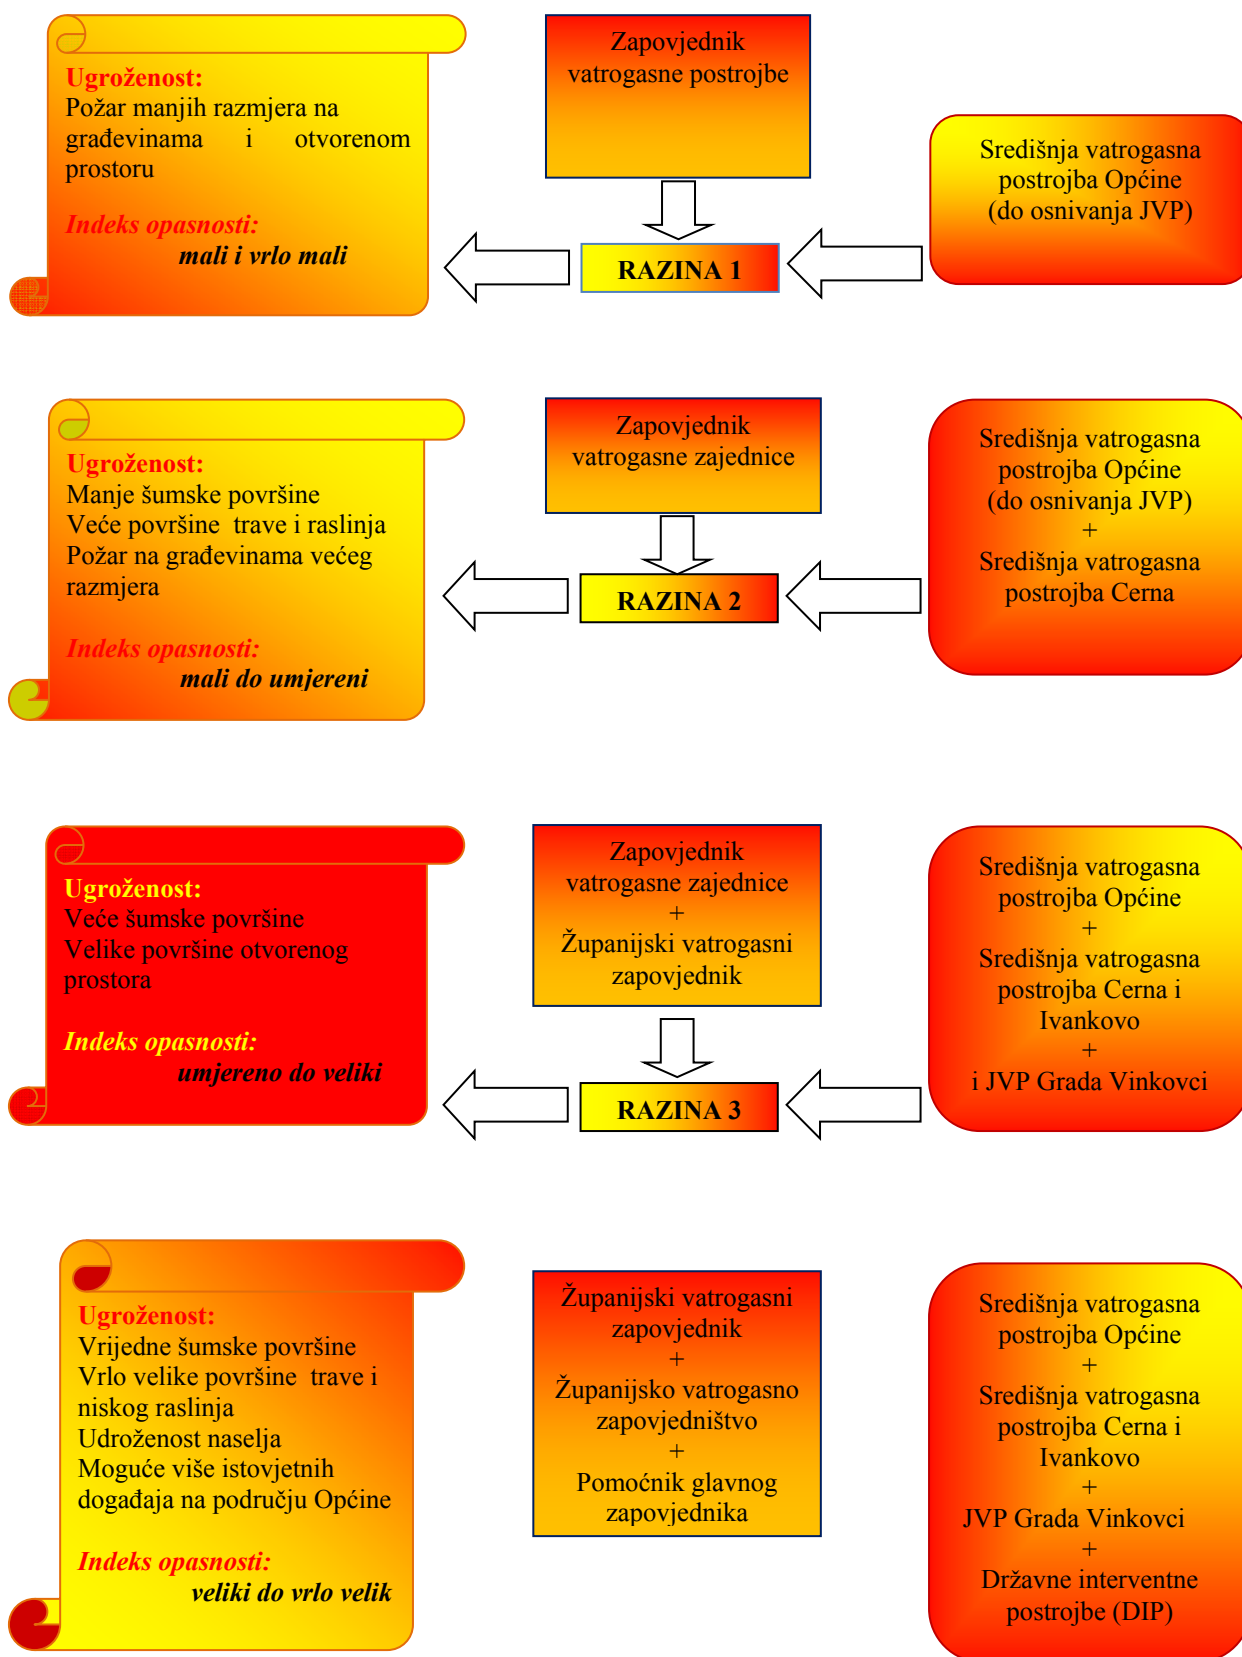 Ugroženost:
Požar manjih razmjera na
građevinama i otvorenom
prostoru
Indeks opasnosti:
mali i vrlo mali
Zapovjednik
vatrogasne postrojbe
RAZINA 1
Središnja vatrogasna
postrojba Općine
(do osnivanja JVP)
Ugroženost:
Manje šumske površine
Veće površine trave i raslinja
Požar na građevinama većeg
razmjera
Indeks opasnosti:
mali do umjereni
Zapovjednik
vatrogasne zajednice
RAZINA 2
Središnja vatrogasna
postrojba Općine
(do osnivanja JVP)
+
Središnja vatrogasna
postrojba Cerna
Ugroženost:
Veće šumske površine
Velike površine otvorenog
prostora
Indeks opasnosti:
umjereno do veliki
Zapovjednik
vatrogasne zajednice
+
Županijski vatrogasni
zapovjednik
RAZINA 3
Središnja vatrogasna
postrojba Općine
+
Središnja vatrogasna
postrojba Cerna i
Ivankovo
+
i JVP Grada Vinkovci
Ugroženost:
Vrijedne šumske površine
Vrlo velike površine trave i
niskog raslinja
Udroženost naselja
Moguće više istovjetnih
događaja na području Općine
Indeks opasnosti:
veliki do vrlo velik
Županijski vatrogasni
zapovjednik
+
Županijsko vatrogasno
zapovjedništvo
+
Pomoćnik glavnog
zapovjednika
Središnja vatrogasna
postrojba Općine
+
Središnja vatrogasna
postrojba Cerna i
Ivankovo
+
JVP Grada Vinkovci
+
Državne interventne
postrojbe (DIP)